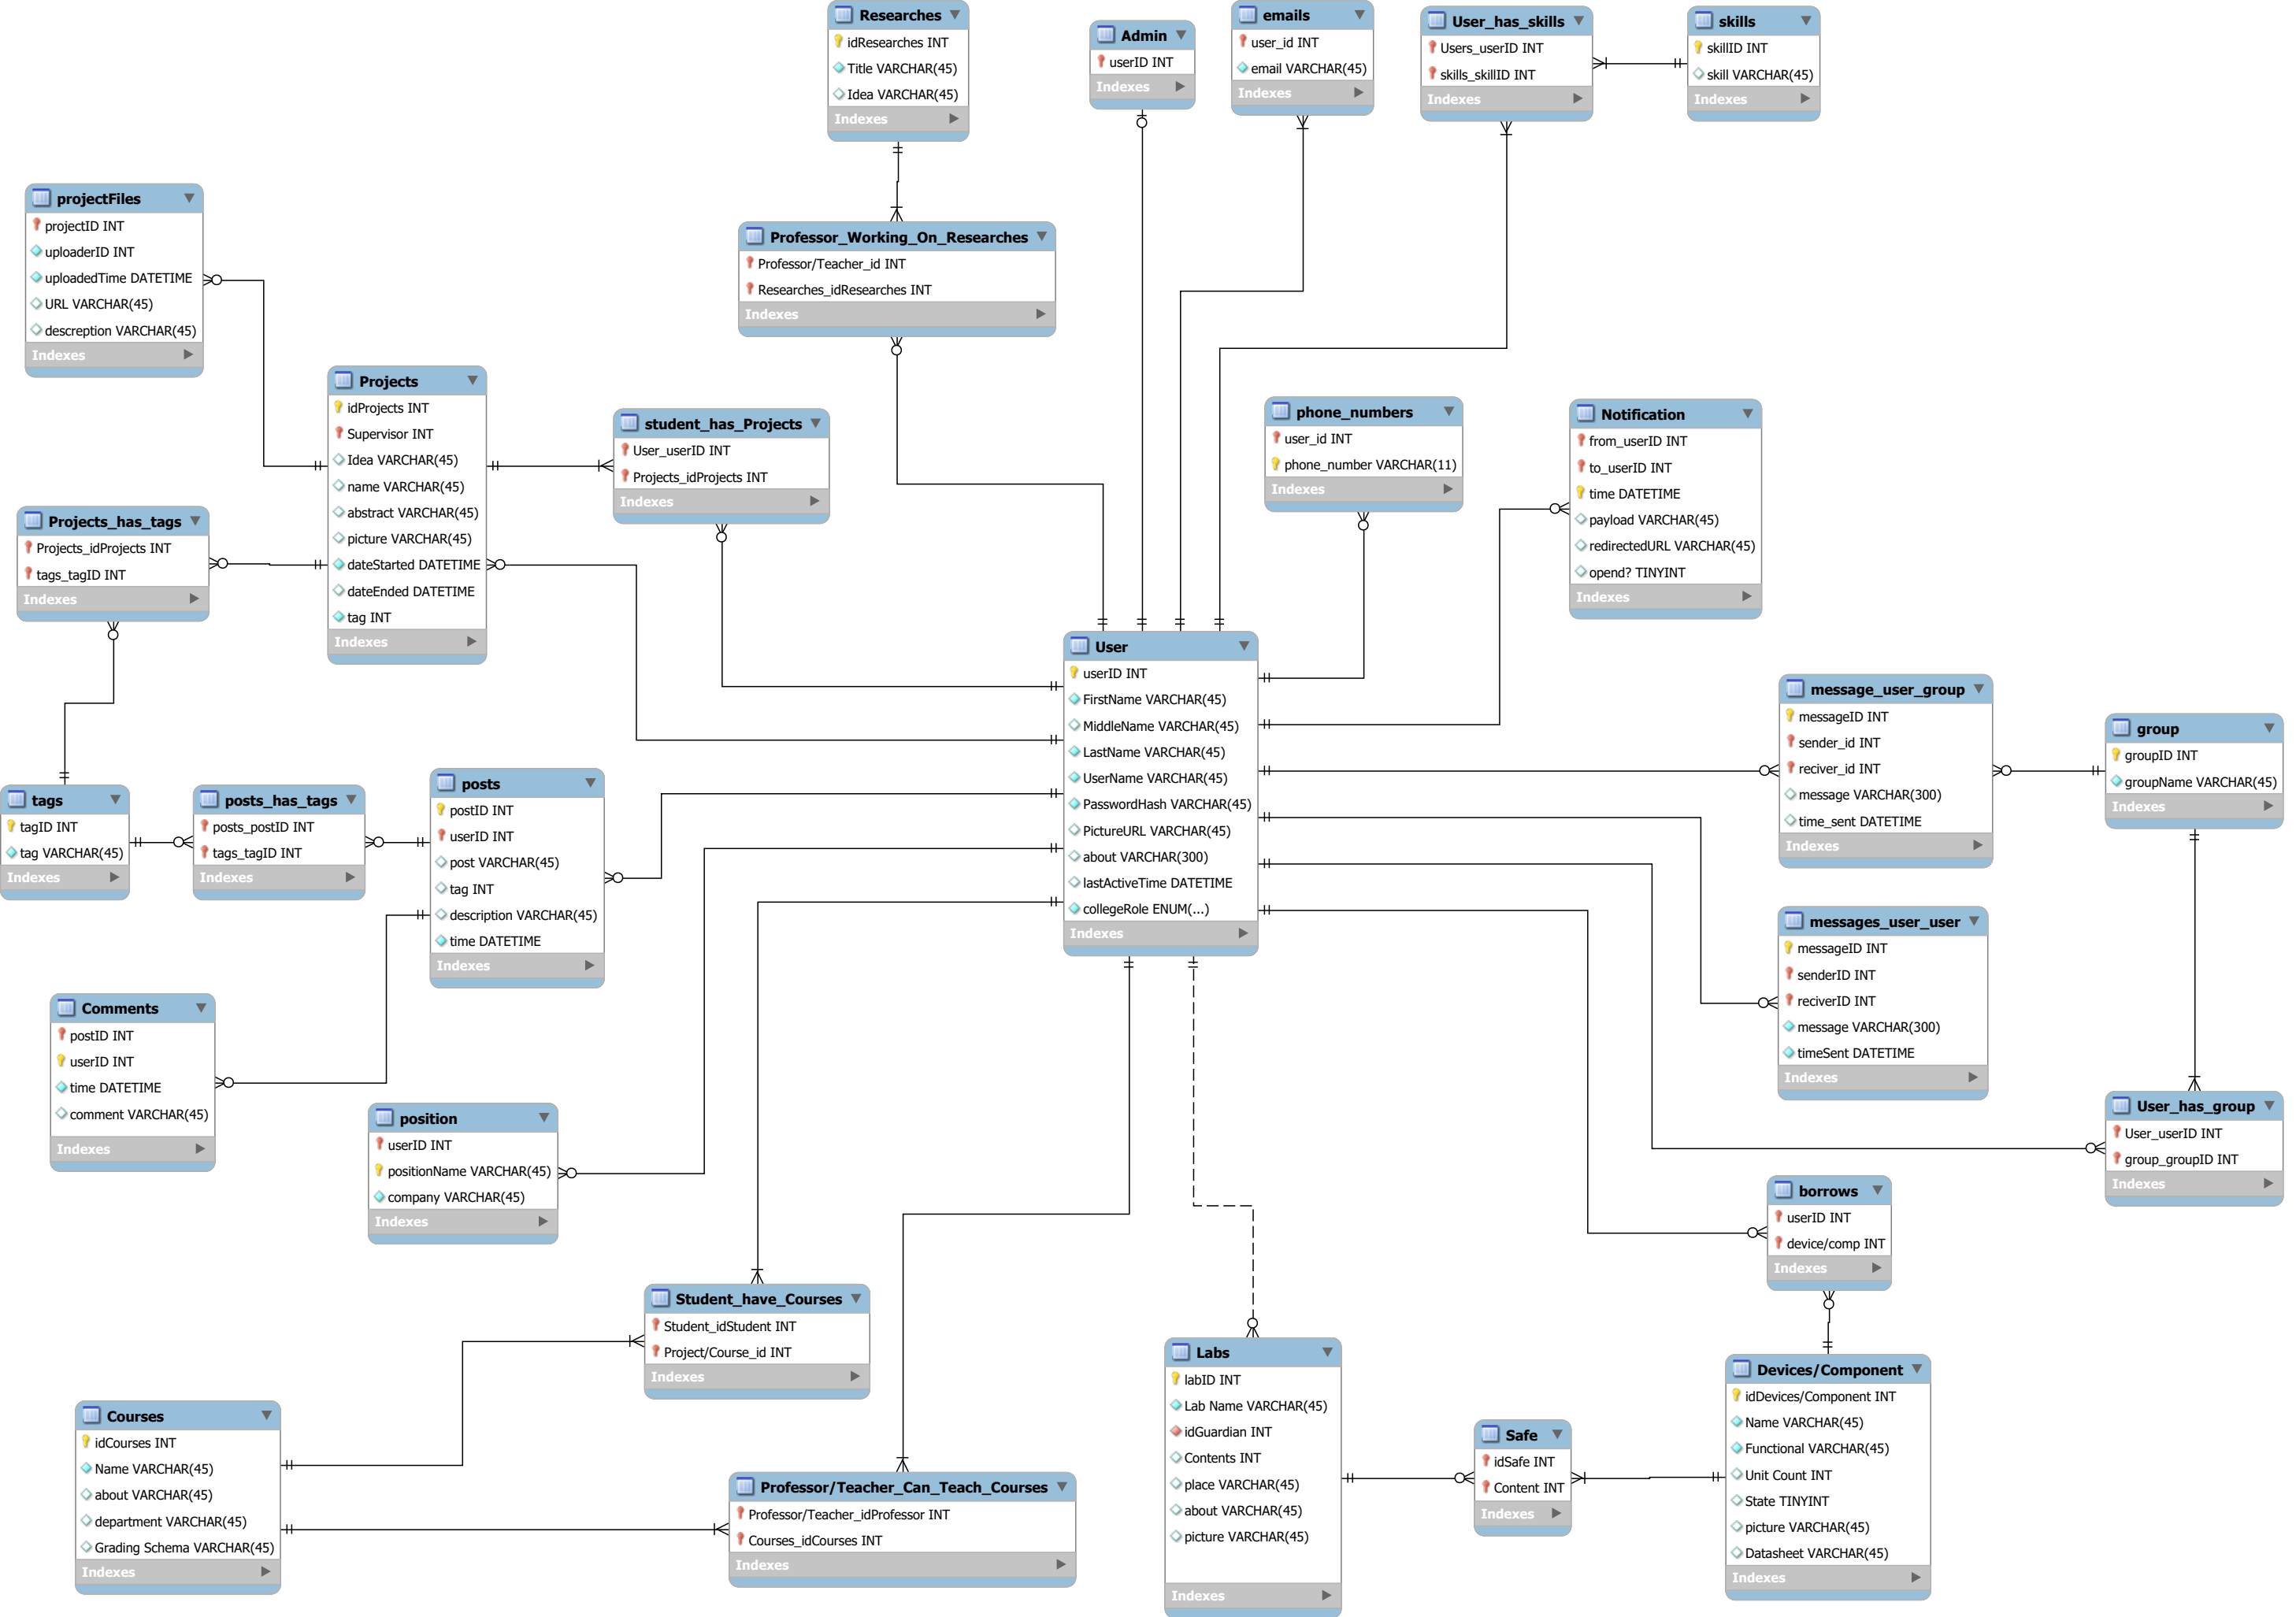 Researches
idResearches INT
Title VARCHAR(45)
Idea VARCHAR(45)
Indexes
Admin
userID INT
Indexes
emails
user_id INT
email VARCHAR(45)
Indexes
User_has_skills
Users_userID INT
skills_skillID INT
Indexes
skills
skillID INT
skill VARCHAR(45)
Indexes
projectFiles
projectID INT
uploaderID INT
uploadedTime DATETIME
URL VARCHAR(45)
descreption VARCHAR(45)
Indexes
Professor_Working_On_Researches
Professor/Teacher_id INT
Researches_idResearches INT
Indexes
Projects
idProjects INT
Supervisor INT
Idea VARCHAR(45)
name VARCHAR(45)
abstract VARCHAR(45)
picture VARCHAR(45)
dateStarted DATETIME
dateEnded DATETIME
tag INT
Indexes
student_has_Projects
User_userID INT
Projects_idProjects INT
Indexes
phone_numbers
user_id INT
phone_number VARCHAR(11)
Indexes
Notification
from_userID INT
to_userID INT
time DATETIME
payload VARCHAR(45)
redirectedURL VARCHAR(45)
opend? TINYINT
Indexes
Projects_has_tags
Projects_idProjects INT
tags_tagID INT
Indexes
User
userID INT
FirstName VARCHAR(45)
MiddleName VARCHAR(45)
LastName VARCHAR(45)
UserName VARCHAR(45)
PasswordHash VARCHAR(45)
PictureURL VARCHAR(45)
about VARCHAR(300)
lastActiveTime DATETIME
collegeRole ENUM(...)
Indexes
message_user_group
messageID INT
sender_id INT
reciver_id INT
message VARCHAR(300)
time_sent DATETIME
Indexes
group
groupID INT
groupName VARCHAR(45)
Indexes
tags
tagID INT
tag VARCHAR(45)
Indexes
posts_has_tags
posts_postID INT
tags_tagID INT
Indexes
posts
postID INT
userID INT
post VARCHAR(45)
tag INT
description VARCHAR(45)
time DATETIME
Indexes
messages_user_user
messageID INT
senderID INT
reciverID INT
message VARCHAR(300)
timeSent DATETIME
Indexes
Comments
postID INT
userID INT
time DATETIME
comment VARCHAR(45)
Indexes
position
userID INT
positionName VARCHAR(45)
company VARCHAR(45)
Indexes
User_has_group
User_userID INT
group_groupID INT
Indexes
borrows
userID INT
device/comp INT
Indexes
Student_have_Courses
Student_idStudent INT
Project/Course_id INT
Indexes
Labs
labID INT
Lab Name VARCHAR(45)
idGuardian INT
Contents INT
place VARCHAR(45)
about VARCHAR(45)
picture VARCHAR(45)
Indexes
Devices/Component
idDevices/Component INT
Name VARCHAR(45)
Functional VARCHAR(45)
Unit Count INT
State TINYINT
picture VARCHAR(45)
Datasheet VARCHAR(45)
Indexes
Courses
idCourses INT
Name VARCHAR(45)
about VARCHAR(45)
department VARCHAR(45)
Grading Schema VARCHAR(45)
Indexes
Safe
idSafe INT
Content INT
Indexes
Professor/Teacher_Can_Teach_Courses
Professor/Teacher_idProfessor INT
Courses_idCourses INT
Indexes